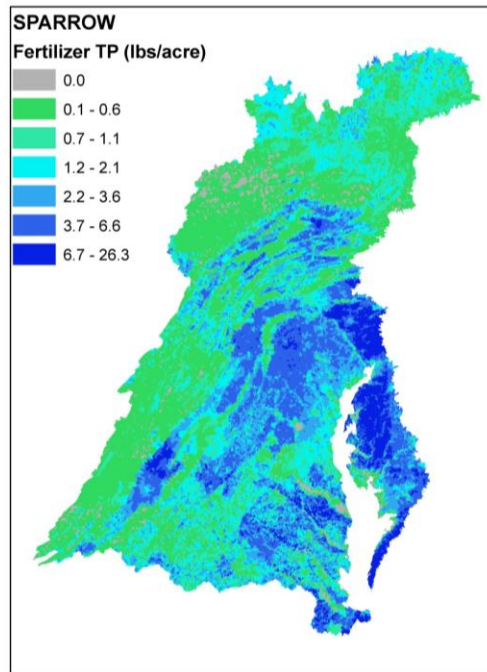 SPARROW
Fertilizer TP (lbs/acre)
0.0
0.1 - 0.6
0.7 - 1.1
1.2 - 2.1
2.2 - 3.6
3.7 - 6.6
6.7 - 26.3